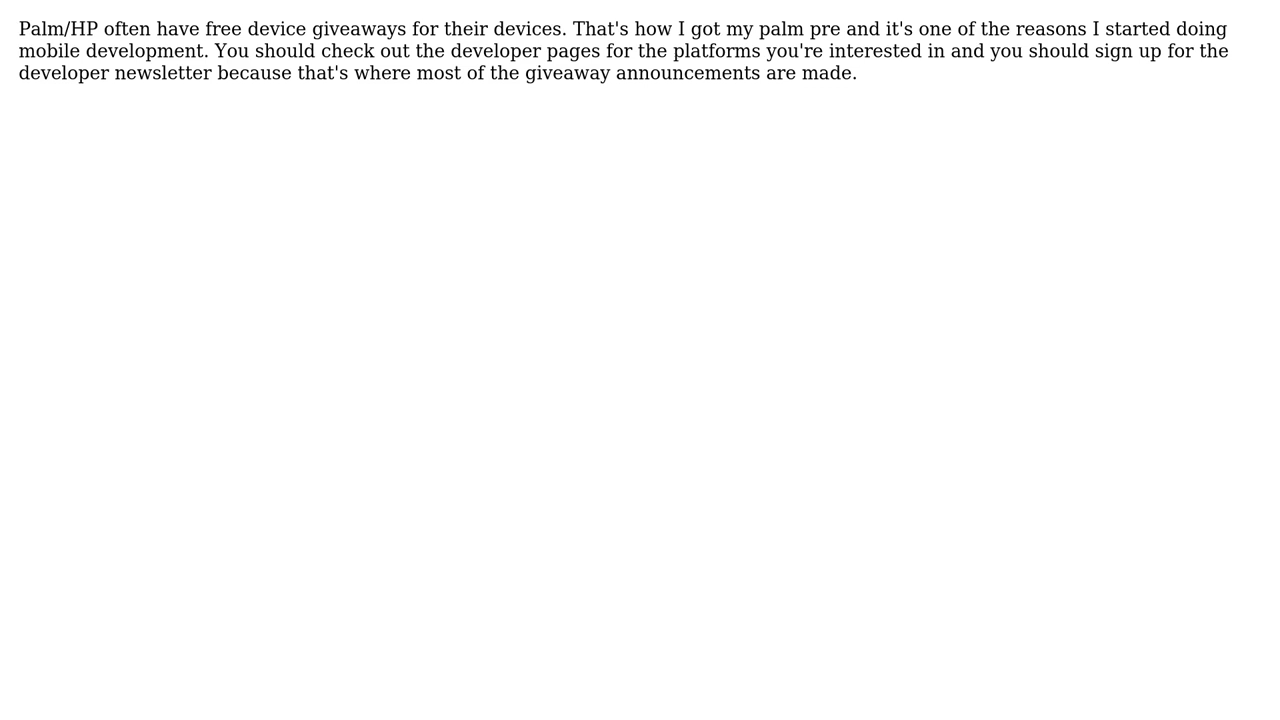 Palm/HP often have free device giveaways for their devices. That's how I got my palm pre and it's one of the reasons I started doing
mobile development. You should check out the developer pages for the platforms you're interested in and you should sign up for the
developer newsletter because that's where most of the giveaway announcements are made.